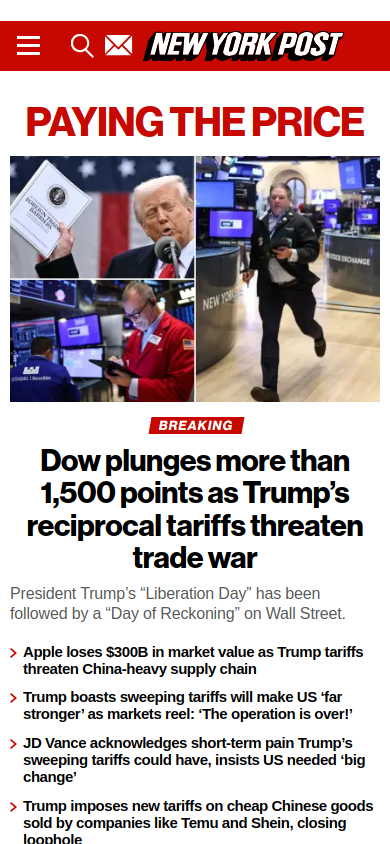 NEW YORK POST
PAYING THE PRICE
FOREIGN TRADE
BARRIERS
NEW YORK
STOCK EXCHANGE
BREAKING
Dow plunges more than
1,500 points as Trump’s
reciprocal tariffs threaten
trade war
President Trump’s “Liberation Day” has been
followed by a “Day of Reckoning” on Wall Street.
Apple loses $300B in market value as Trump tariffs
threaten China-heavy supply chain
Trump boasts sweeping tariffs will make US ‘far
stronger’ as markets reel: ‘The operation is over!’
JD Vance acknowledges short-term pain Trump’s
sweeping tariffs could have, insists US needed ‘big
change’
Trump imposes new tariffs on cheap Chinese goods
sold by companies like Temu and Shein, closing
loophole